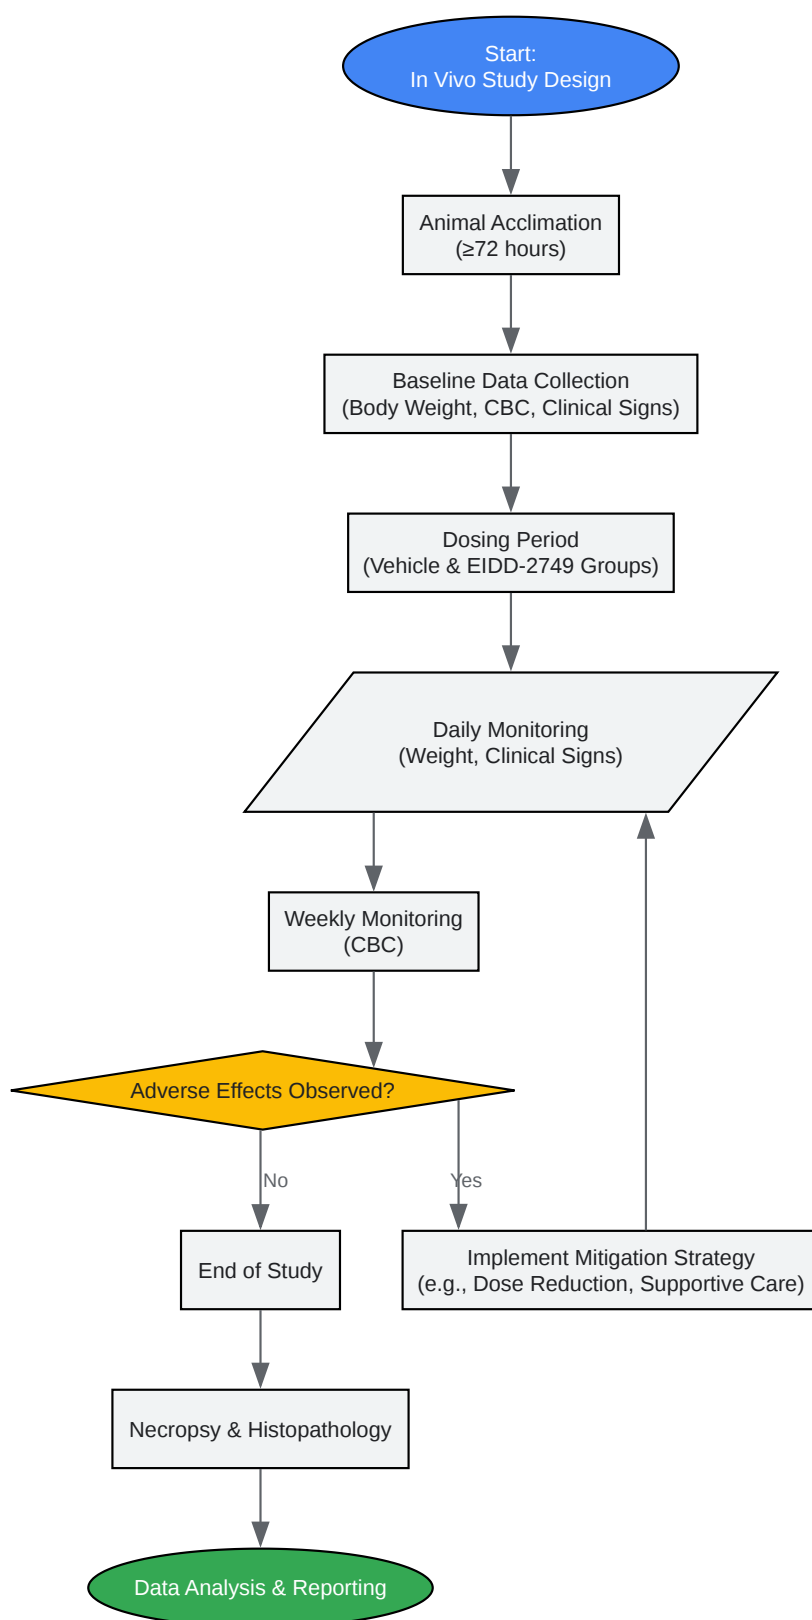 Start:
In Vivo Study Design
Animal Acclimation
(≥72 hours)
Baseline Data Collection
(Body Weight, CBC, Clinical Signs)
Dosing Period
(Vehicle & EIDD-2749 Groups)
Daily Monitoring
(Weight, Clinical Signs)
Weekly Monitoring
(CBC)
Adverse Effects Observed?
No
Yes
End of Study
Implement Mitigation Strategy
(e.g., Dose Reduction, Supportive Care)
Necropsy & Histopathology
Data Analysis & Reporting